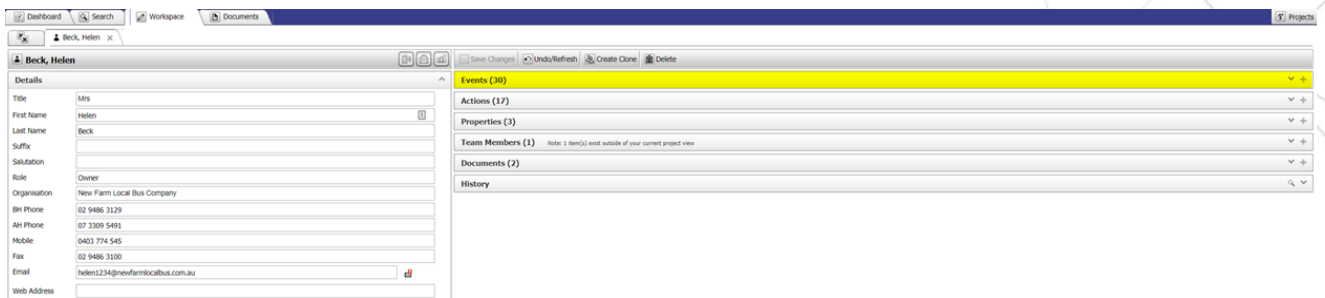 Dashboard Search Workspace Documents Projects
Beck, Helen
Beck, Helen
Save Changes Undo/Refresh Create Clone Delete
Details
Title Mrs
First Name Helen
Last Name Beck
Suffix
Salutation
Role Owner
Organisation New Farm Local Bus Company
BH Phone 02 9486 3129
AH Phone 07 3309 5491
Mobile 0403 774 545
Fax 02 9486 3100
Email helen1234@newfarmlocalbus.com.au
Web Address
Events (30)
Actions (17)
Properties (3)
Team Members (1) Note: 1 item(s) exist outside of your current project view
Documents (2)
History